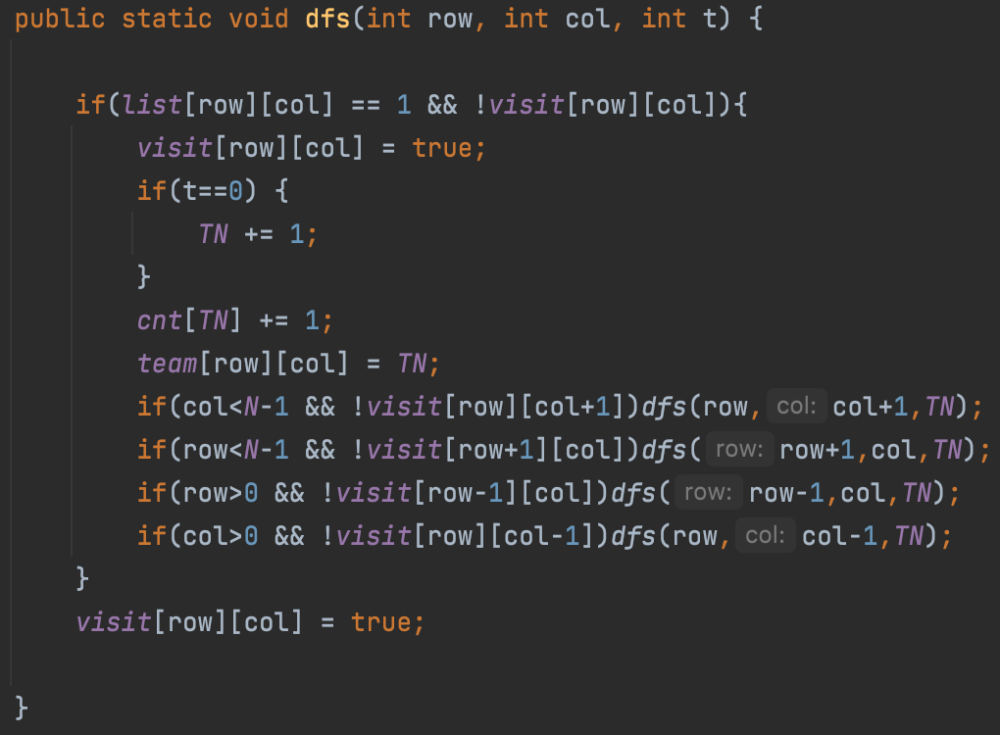 public static void dfs(int row, int col, int t) {
if(list[row][col] == 1 && !visit[row][col]){
visit[row][col] = true;
if(t==0) {
TN += 1;
}
cnt[TN] += 1;
team[row][col] = TN;
if(col<N-1 && !visit[row][col+1])dfs(row, col: col+1,TN);
if(row<N-1 && !visit[row+1][col])dfs( row: row+1,col,TN);
if(row>0 && !visit[row-1][col])dfs( row: row-1,col,TN);
if(col>0 && !visit[row][col-1])dfs(row, col: col-1,TN);
}
visit[row][col] = true;
}